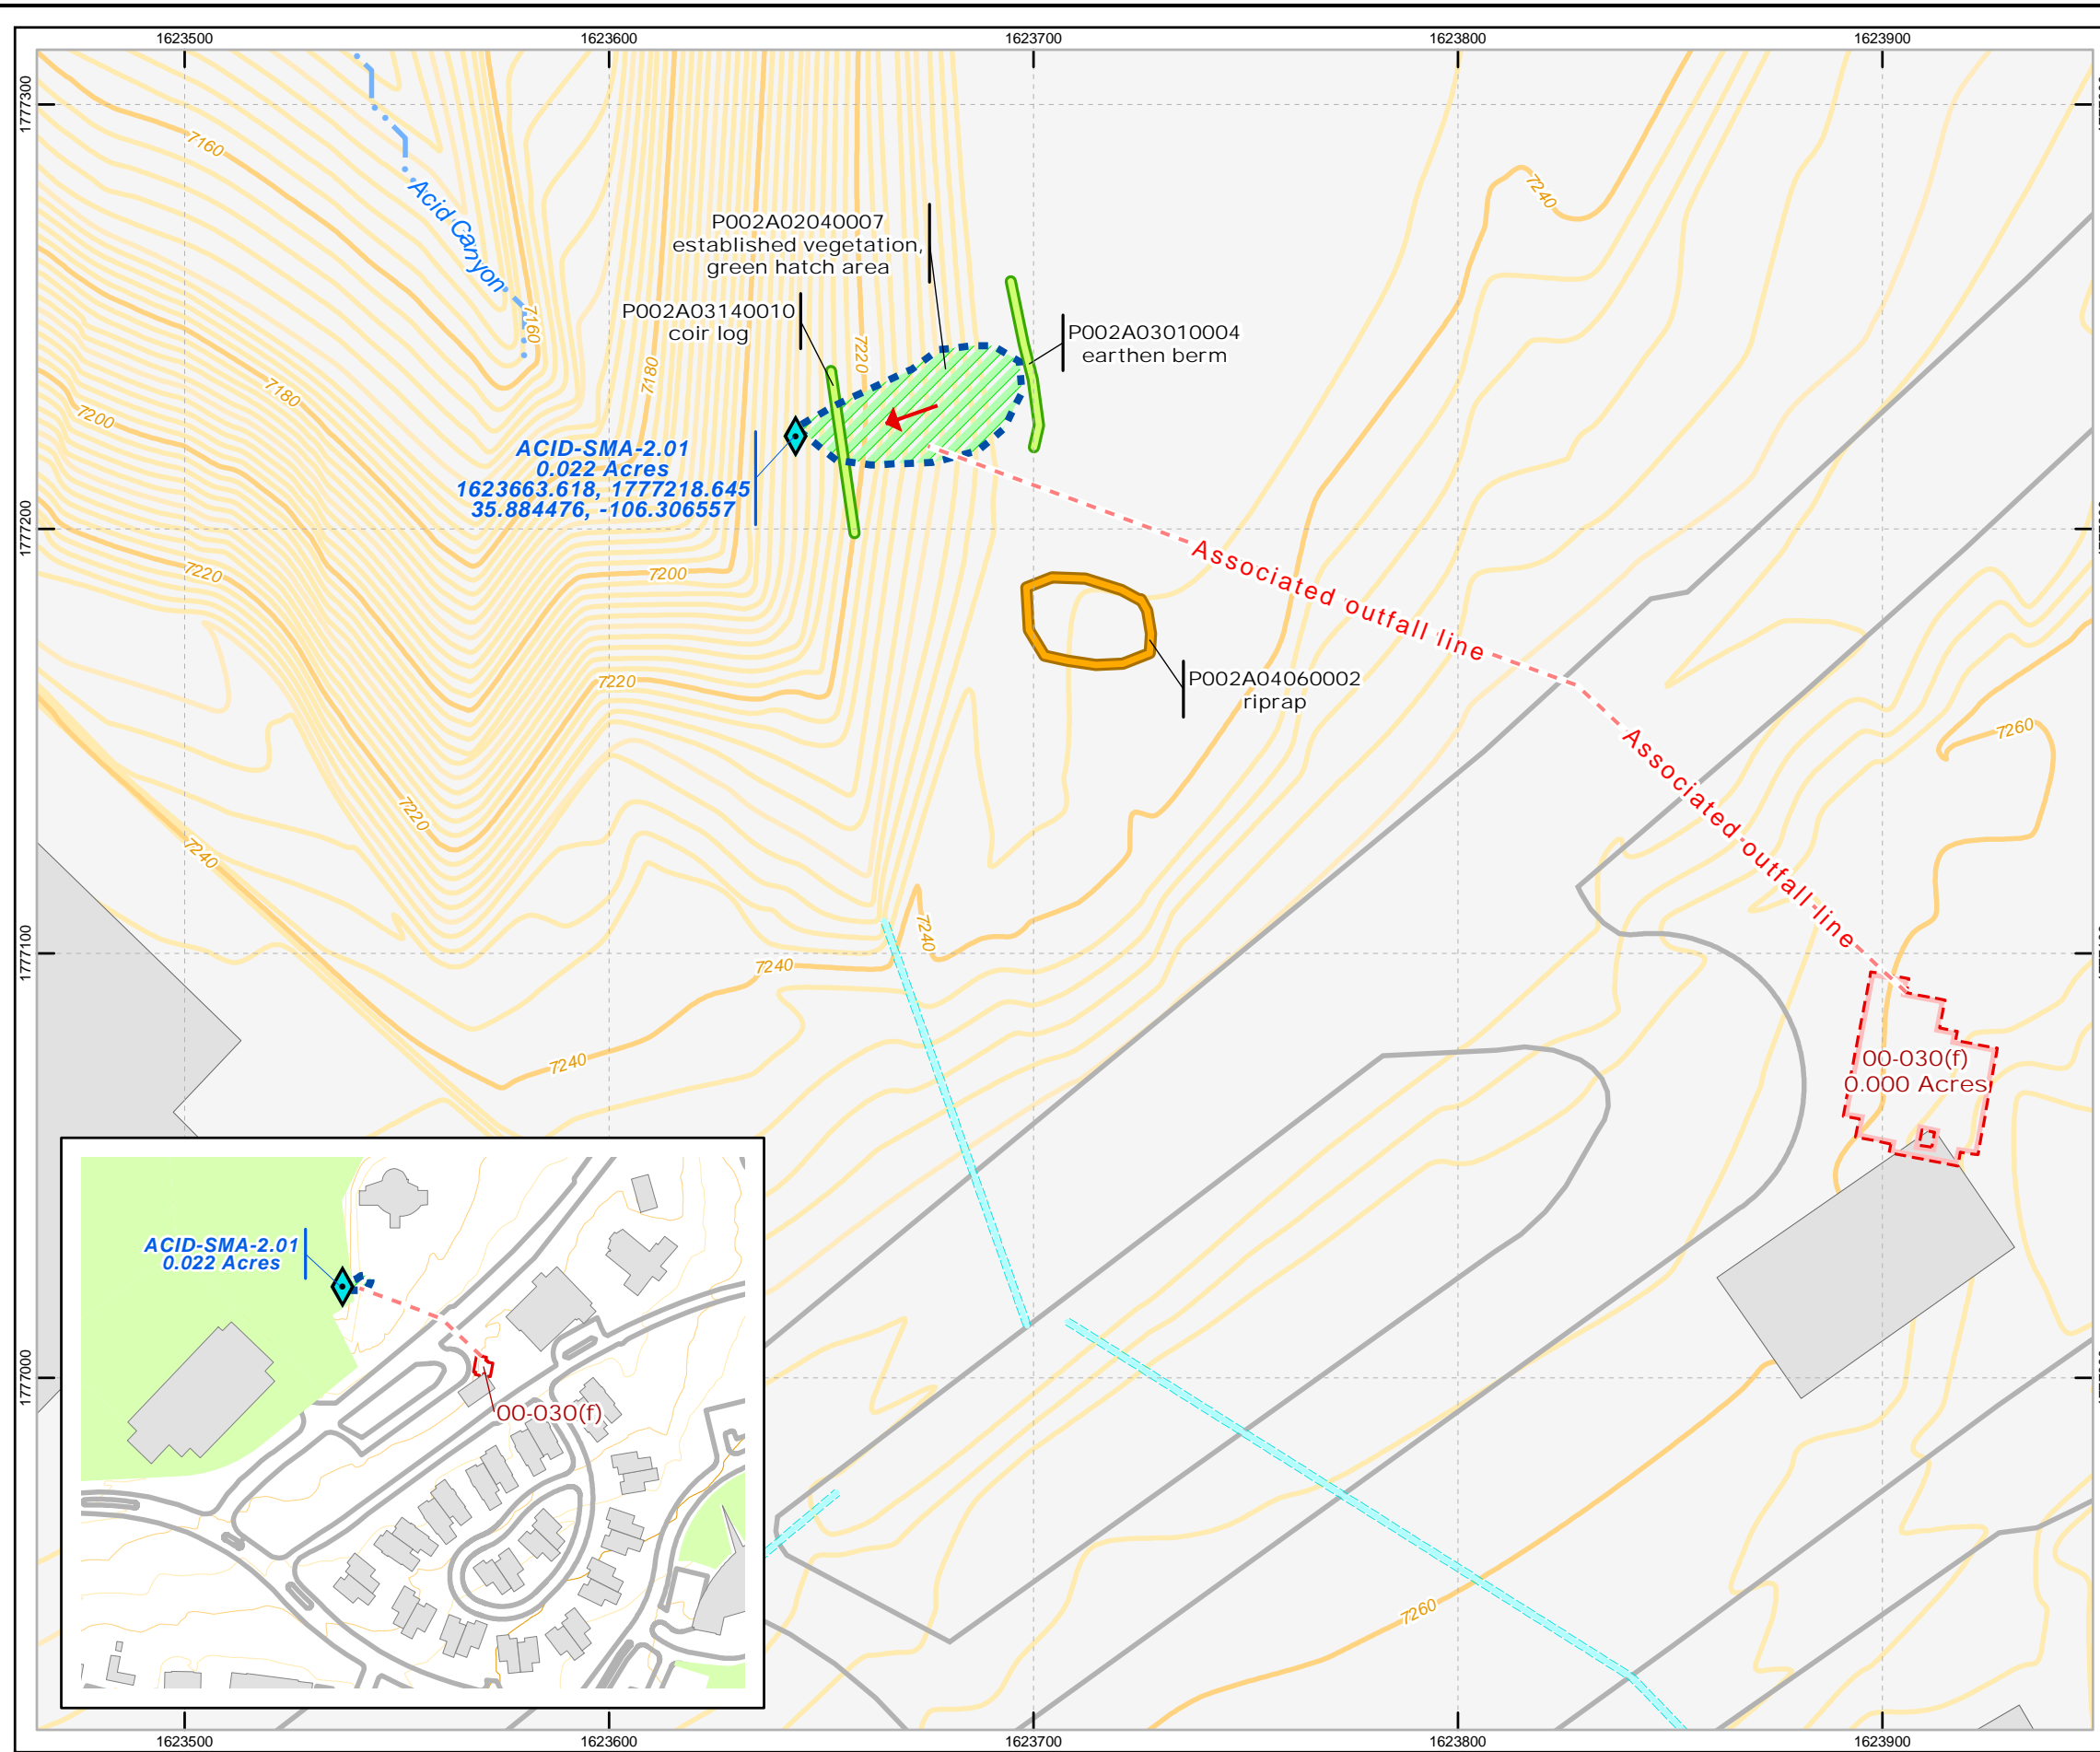 1623500
1623600
1623700
1623800
1623900
1777300
7160
Acid Canyon
7240
P002A02040007
established vegetation,
green hatch area
P002A03140010
coir log
P002A03010004
earthen berm
7160
7180
7220
7180
7200
ACID-SMA-2.01
0.022 Acres
1623663.618, 1777218.645
35.884476, -106.306557
1777200
7220
7200
Associated outfall line
7220
P002A04060002
riprap
7260
Associated outfall line
7220
7240
7240
7240
1777100
7240
00-030(f)
0.000 Acres
ACID-SMA-2.01
0.022 Acres
00-030(f)
1777000
7260
1623500
1623600
1623700
1623800
1623900